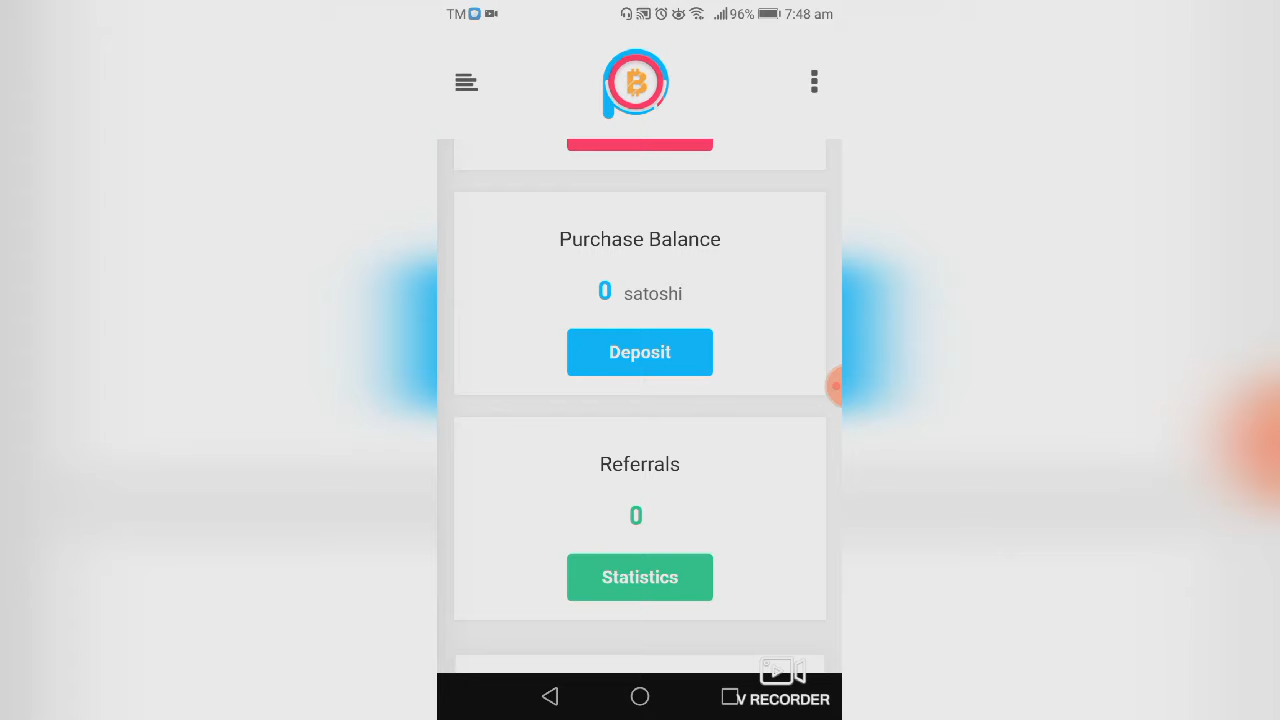 TM 96% 7:48 am
Purchase Balance
0 satoshi
Deposit
Referrals
0
Statistics
V RECORDER